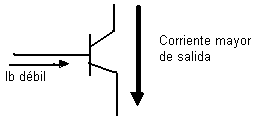 Corriente mayor
de salida
Ib débil